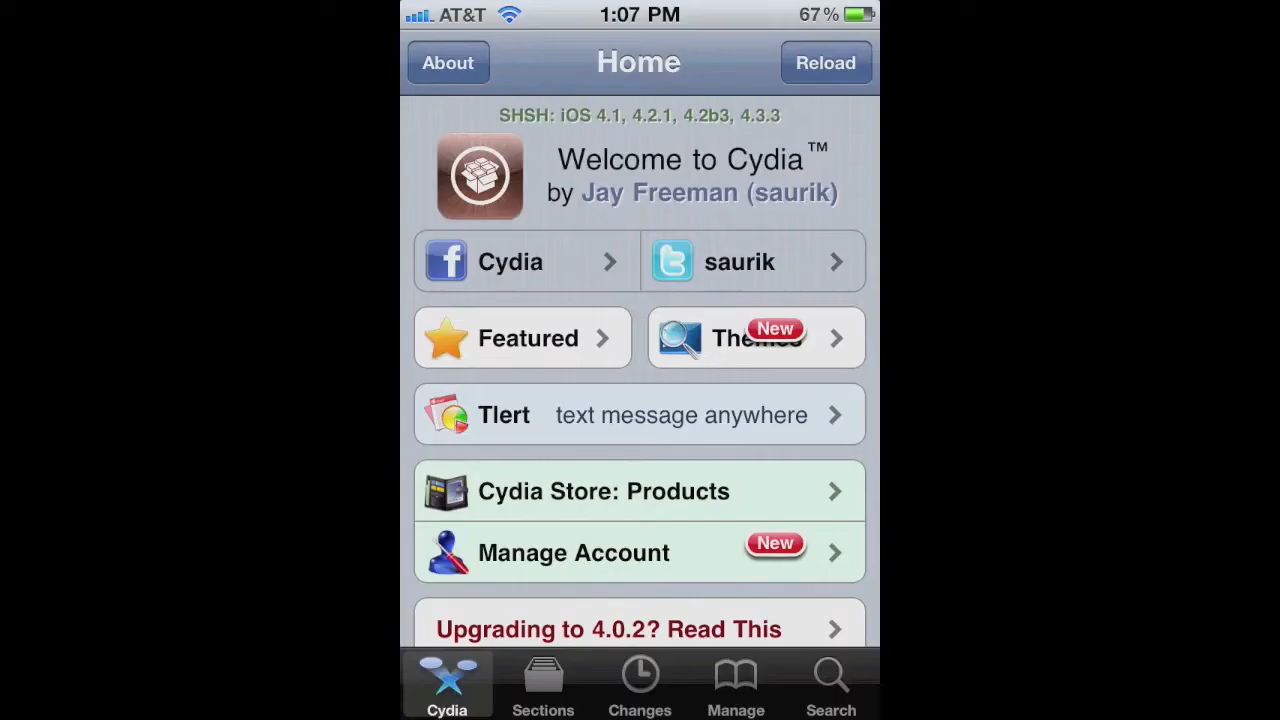 AT&T 1:07 PM 67%
About Home Reload
SHSH: iOS 4.1, 4.2.1, 4.2b3, 4.3.3
Welcome to Cydia™
by Jay Freeman (saurik)
Cydia saurik
Featured Themes New
Tlert text message anywhere
Cydia Store: Products
Manage Account New
Upgrading to 4.0.2? Read This
Cydia Sections Changes Manage Search